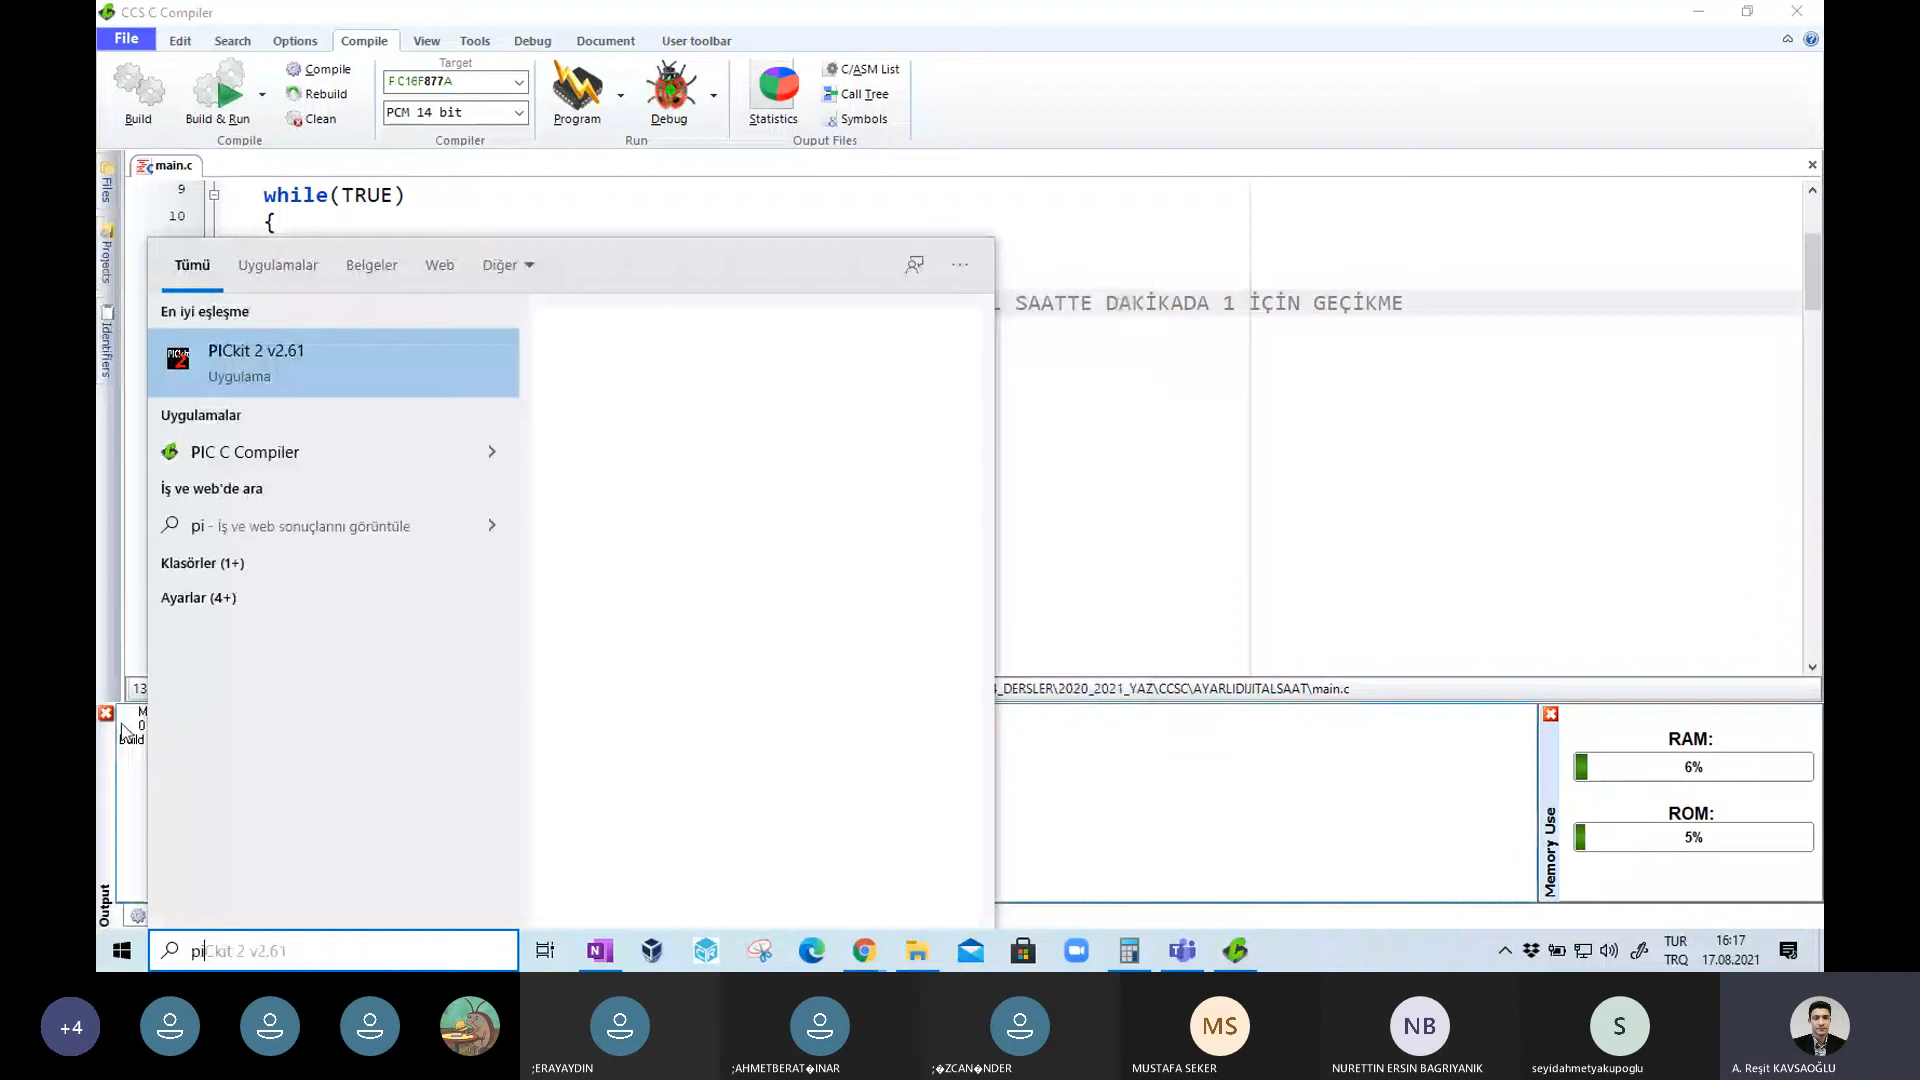 CCS C Compiler
File Edit Search Options Compile View Tools Debug Document User toolbar
Target
Build
Build & Run
Compile
Rebuild
Clean
PIC16F877A
PCM 14 bit
Program
Debug
Statistics
C/ASM List
Call Tree
Symbols
Compile
Compiler
Run
Ouput Files
main.c
Files
Projects
Identifiers
9 while(TRUE)
10 {
SAATTE DAKİKADA 1 İÇİN GEÇİKME
Tümü Uygulamalar Belgeler Web Diğer
En iyi eşleşme
PICkit 2 v2.61
Uygulama
Uygulamalar
PIC C Compiler
İş ve web'de ara
pi - İş ve web sonuçlarını görüntüle
Klasörler (1+)
Ayarlar (4+)
_DERSLER\2020_2021_YAZ\CCSC\AYARLIDIJITALSAAT\main.c
13
Output
Memory Use
RAM:
6%
ROM:
5%
piCkit 2 v2.61
TUR
TRQ
16:17
17.08.2021
+4
MS
NB
S
;ERAYAYDIN
;AHMETBERAT�INAR
;�ZCAN�NDER
MUSTAFA SEKER
NURETTIN ERSIN BAGRIYANIK
seyidahmetyakupoglu
A. Reşit KAVSAOĞLU